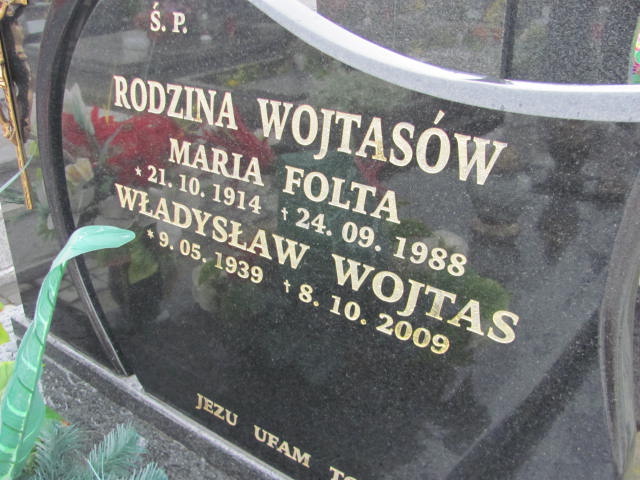 Ś. P.
RODZINA WOJTASÓW
MARIA FOLTA
* 21. 10. 1914 † 24. 09. 1988
WŁADYSŁAW WOJTAS
* 9. 05. 1939 † 8. 10. 2009
JEZU UFAM TO